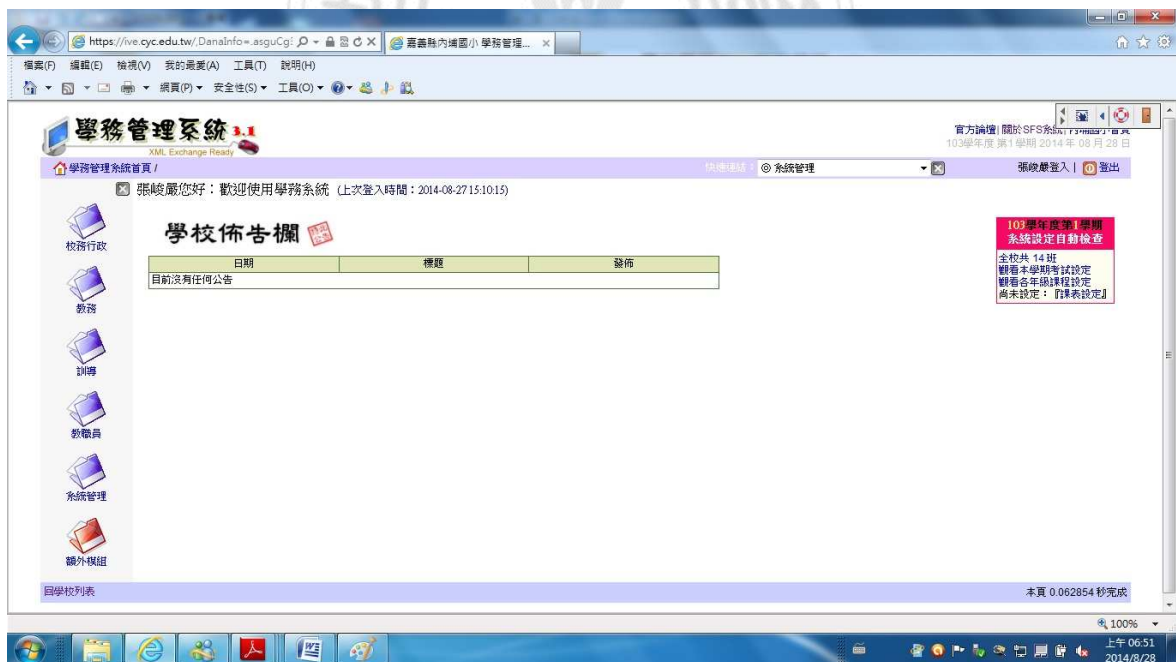 https://ive.cyc.edu.tw/,DanaInfo=.asguCg
嘉義縣內埔國小 學務管理...
檔案(F) 編輯(E) 檢視(V) 我的最愛(A) 工具(T) 說明(H)
網頁(P) 安全性(S) 工具(O)
學務管理系統 3.1
XML Exchange Ready
官方論壇| 關於SFS系統|
103學年度 第1學期 2014 年 08 月 28 日
學務管理系統首頁 /
快速連結：
◎ 系統管理
張峻嚴登入 | 登出
張峻嚴您好：歡迎使用學務系統 (上次登入時間：2014-08-27 15:10:15)
學校佈告欄
日期 標題 發佈
目前沒有任何公告
103學年度第1學期
系統設定自動檢查
全校共 14 班
觀看本學期考試設定
觀看各年級課程設定
尚未設定：『課表設定』
校務行政
教務
訓導
教職員
系統管理
額外模組
回學校列表
本頁 0.062854 秒完成
100%
上午 06:51
2014/8/28